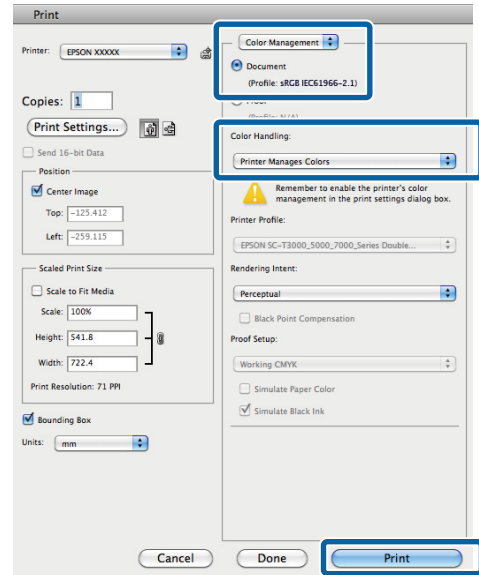 Print
Printer: EPSON XXXXX
Copies: 1
Print Settings...
Send 16-bit Data
Position
Center Image
Top: -125.412
Left: -259.115
Scaled Print Size
Scale to Fit Media
Scale: 100%
Height: 541.8
Width: 722.4
Print Resolution: 71 PPI
Bounding Box
Units: mm
Color Management
Document
(Profile: sRGB IEC61966-2.1)
Color Handling:
Printer Manages Colors
Remember to enable the printer's color
management in the print settings dialog box.
Printer Profile:
EPSON SC-T3000_5000_7000_Series Double...
Rendering Intent:
Perceptual
Black Point Compensation
Proof Setup:
Working CMYK
Simulate Paper Color
Simulate Black Ink
Cancel
Done
Print